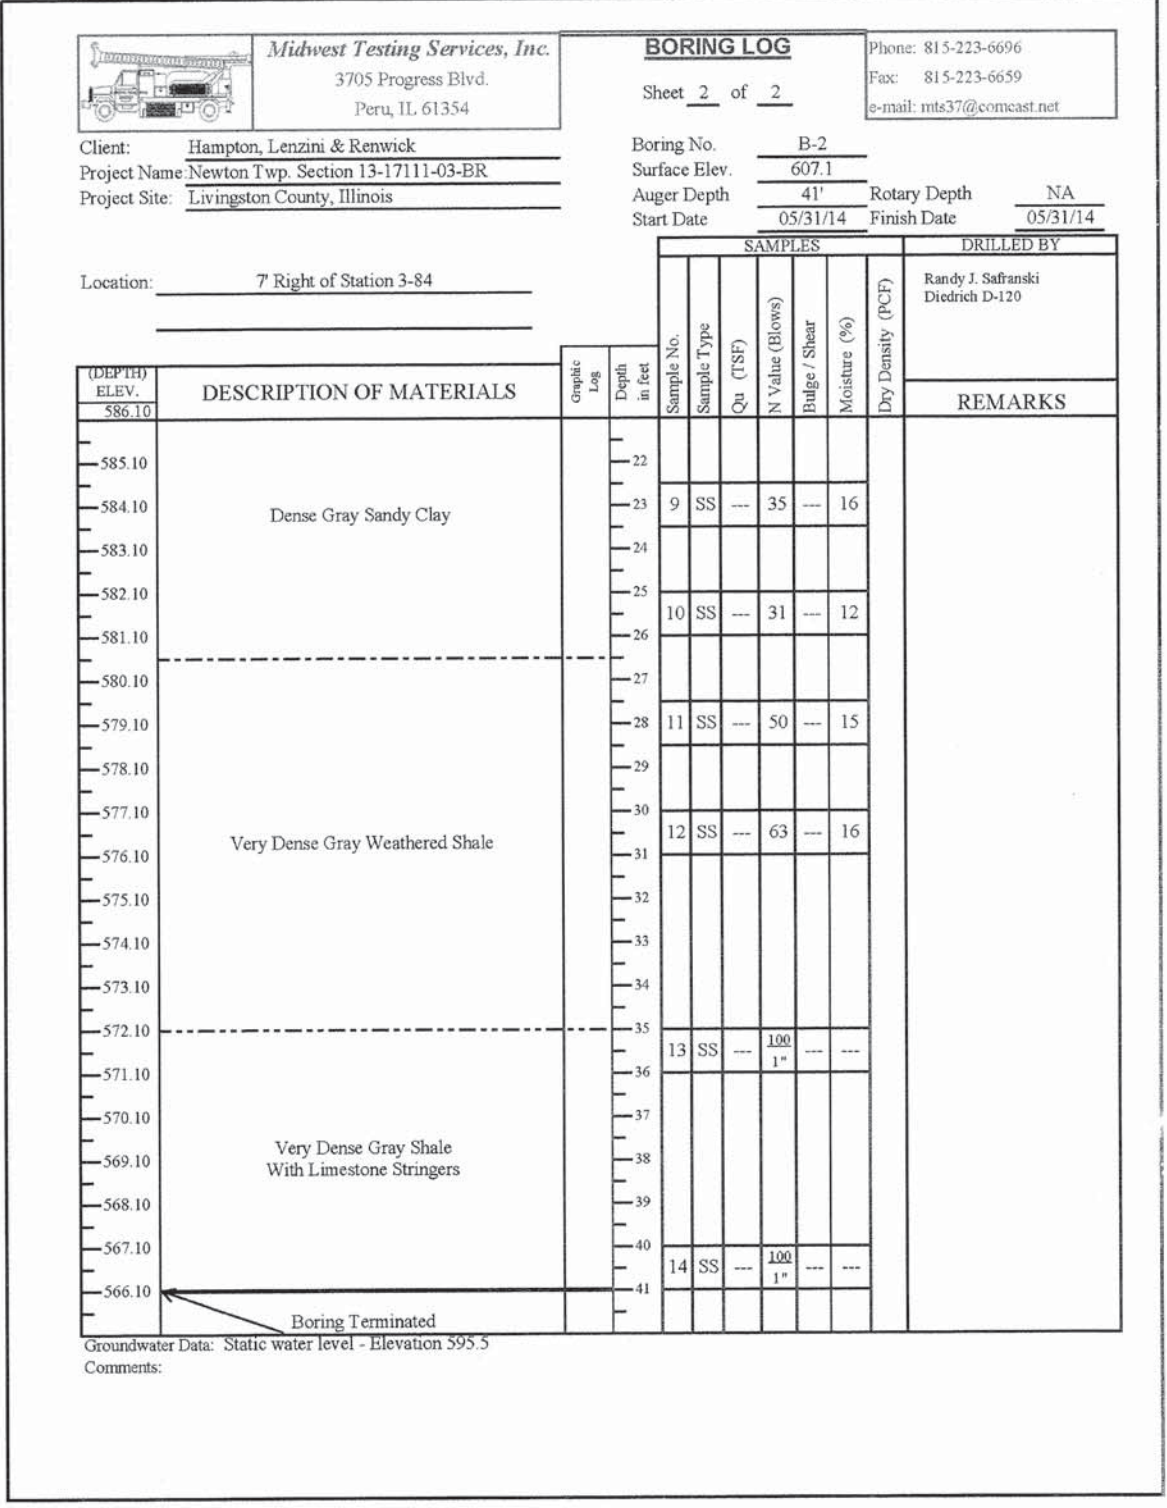 Midwest Testing Services, Inc.
3705 Progress Blvd.
Peru, IL 61354
BORING LOG
Sheet 2 of 2
Phone: 815-223-6696
Fax: 815-223-6659
e-mail: mts37@comcast.net
Client: Hampton, Lenzini & Renwick
Project Name: Newton Twp. Section 13-17111-03-BR
Project Site: Livingston County, Illinois
Boring No. B-2
Surface Elev. 607.1
Auger Depth 41' Rotary Depth NA
Start Date 05/31/14 Finish Date 05/31/14
Location: 7' Right of Station 3-84
SAMPLES
DRILLED BY
Randy J. Safranski
Diedrich D-120
(DEPTH)
ELEV.
586.10
DESCRIPTION OF MATERIALS
Graphic
Log
Depth
in feet
Sample No.
Sample Type
Qu (TSF)
N Value (Blows)
Bulge / Shear
Moisture (%)
Dry Density (PCF)
REMARKS
585.10 22
584.10 23 9 SS --- 35 --- 16
Dense Gray Sandy Clay
583.10 24
582.10 25
10 SS --- 31 --- 12
581.10 26
580.10 27
579.10 28 11 SS --- 50 --- 15
578.10 29
577.10 30
12 SS --- 63 --- 16
Very Dense Gray Weathered Shale
576.10 31
575.10 32
574.10 33
573.10 34
572.10 35
13 SS --- 100 --- ---
1"
571.10 36
570.10 37
Very Dense Gray Shale
569.10 38
With Limestone Stringers
568.10 39
567.10 40
14 SS --- 100 --- ---
1"
566.10 41
Boring Terminated
Groundwater Data: Static water level - Elevation 595.5
Comments: